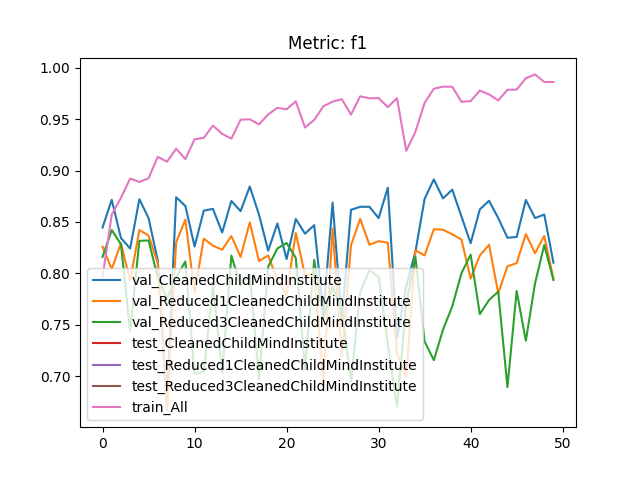 Metric: f1
1.00
0.95
0.90
0.85
0.80
0.75
0.70
val_CleanedChildMindInstitute
val_Reduced1CleanedChildMindInstitute
val_Reduced3CleanedChildMindInstitute
test_CleanedChildMindInstitute
test_Reduced1CleanedChildMindInstitute
test_Reduced3CleanedChildMindInstitute
train_All
0 10 20 30 40 50